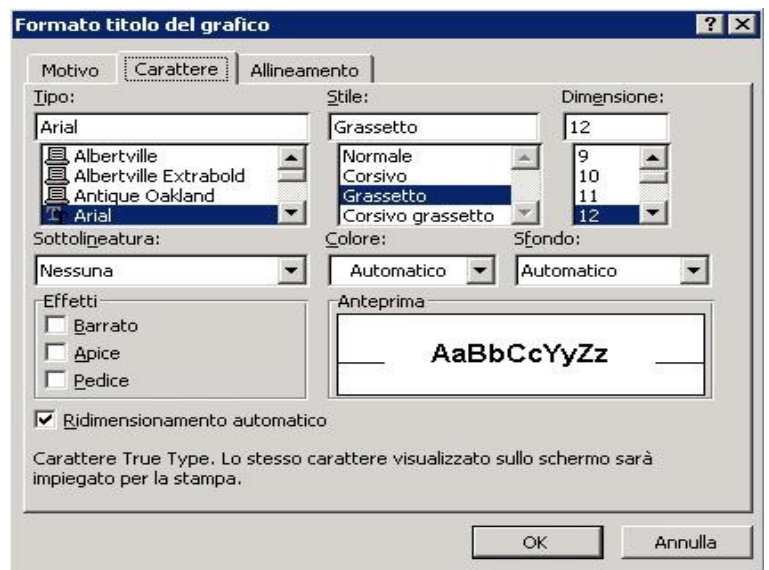 Formato titolo del grafico
Motivo Carattere Allineamento
Tipo: Stile: Dimensione:
Arial Grassetto 12
Albertville Normale 9
Albertville Extrabold Corsivo 10
Antique Oakland Grassetto 11
Arial Corsivo grassetto 12
Sottolineatura: Colore: Sfondo:
Nessuna Automatico Automatico
Effetti Anteprima
Barrato
Apice AaBbCcYyZz
Pedice
Ridimensionamento automatico
Carattere True Type. Lo stesso carattere visualizzato sullo schermo sarà
impiegato per la stampa.
OK Annulla